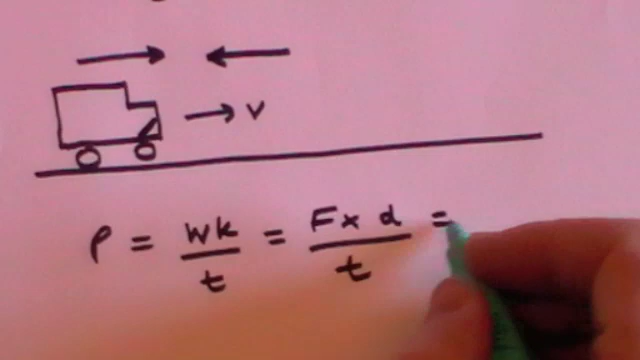 v
P = Wk/t = F x d/t =